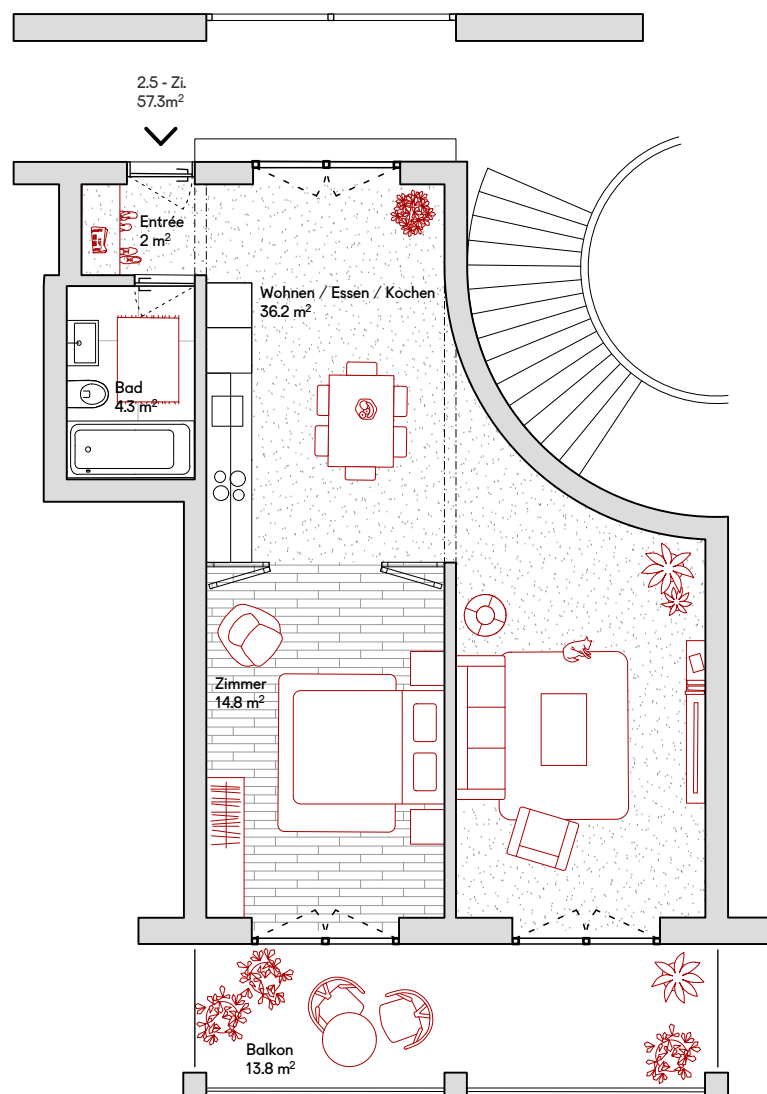 2.5 - Zi.
57.3m²
Entrée
2 m²
Wohnen / Essen / Kochen
36.2 m²
Bad
4.3 m²
Zimmer
14.8 m²
Balkon
13.8 m²